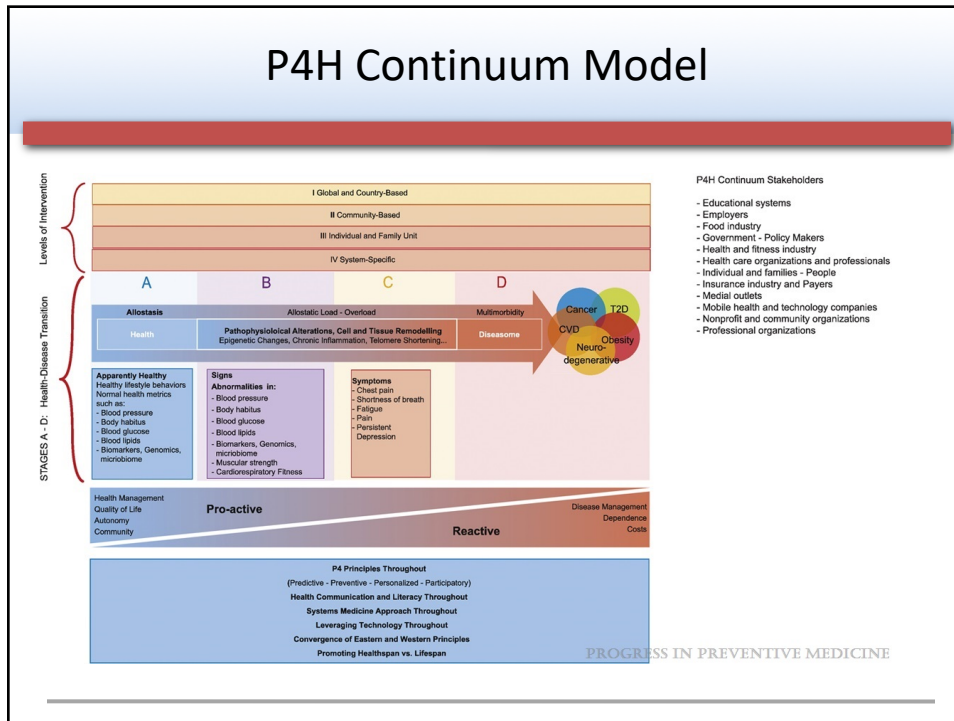 P4H Continuum Model
Levels of Intervention
I Global and Country-Based
II Community-Based
III Individual and Family Unit
IV System-Specific
STAGES A - D: Health-Disease Transition
A
B
C
D
Allostasis
Allostatic Load - Overload
Multimorbidity
Health
Pathophysiololgical Alterations, Cell and Tissue Remodelling
Epigenetic Changes, Chronic Inflammation, Telomere Shortening...
Diseasome
Cancer
T2D
CVD
Obesity
Neuro-
degenerative
Apparently Healthy
Healthy lifestyle behaviors
Normal health metrics
such as:
- Blood pressure
- Body habitus
- Blood glucose
- Blood lipids
- Biomarkers, Genomics,
micriobiome
Signs
Abnormalities in:
- Blood pressure
- Body habitus
- Blood glucose
- Blood lipids
- Biomarkers, Genomics,
micriobiome
- Muscular strength
- Cardiorespiratory Fitness
Symptoms
- Chest pain
- Shortness of breath
- Fatigue
- Pain
- Persistent
Depression
Health Management
Quality of Life
Autonomy
Community
Pro-active
Reactive
Disease Management
Dependence
Costs
P4 Principles Throughout
(Predictive - Preventive - Personalized - Participatory)
Health Communication and Literacy Throughout
Systems Medicine Approach Throughout
Leveraging Technology Throughout
Convergence of Eastern and Western Principles
Promoting Healthspan vs. Lifespan
P4H Continuum Stakeholders
- Educational systems
- Employers
- Food industry
- Government - Policy Makers
- Health and fitness industry
- Health care organizations and professionals
- Individual and families - People
- Insurance industry and Payers
- Medial outlets
- Mobile health and technology companies
- Nonprofit and community organizations
- Professional organizations
PROGRESS IN PREVENTIVE MEDICINE